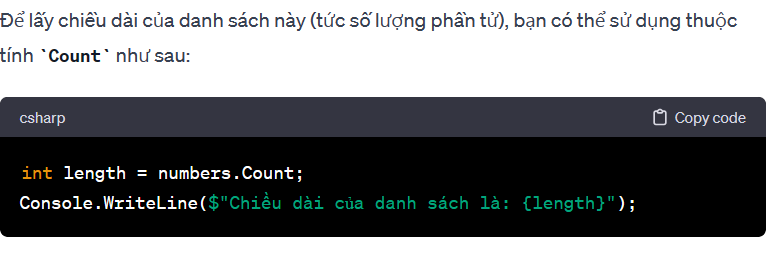 Để lấy chiều dài của danh sách này (tức số lượng phần tử), bạn có thể sử dụng thuộc
tính `Count` như sau:
csharp
Copy code
int length = numbers.Count;
Console.WriteLine($"Chiều dài của danh sách là: {length}");